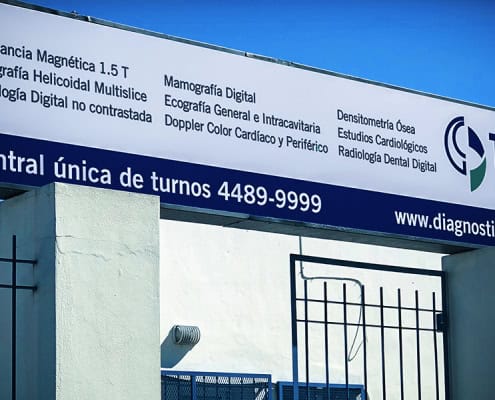 ancia Magnética 1.5 T
grafía Helicoidal Multislice
logía Digital no contrastada
Mamografía Digital
Ecografía General e Intracavitaria
Doppler Color Cardíaco y Periférico
Densitometría Ósea
Estudios Cardiológicos
Radiología Dental Digital
T
ntral única de turnos 4489-9999
www.diagnosti